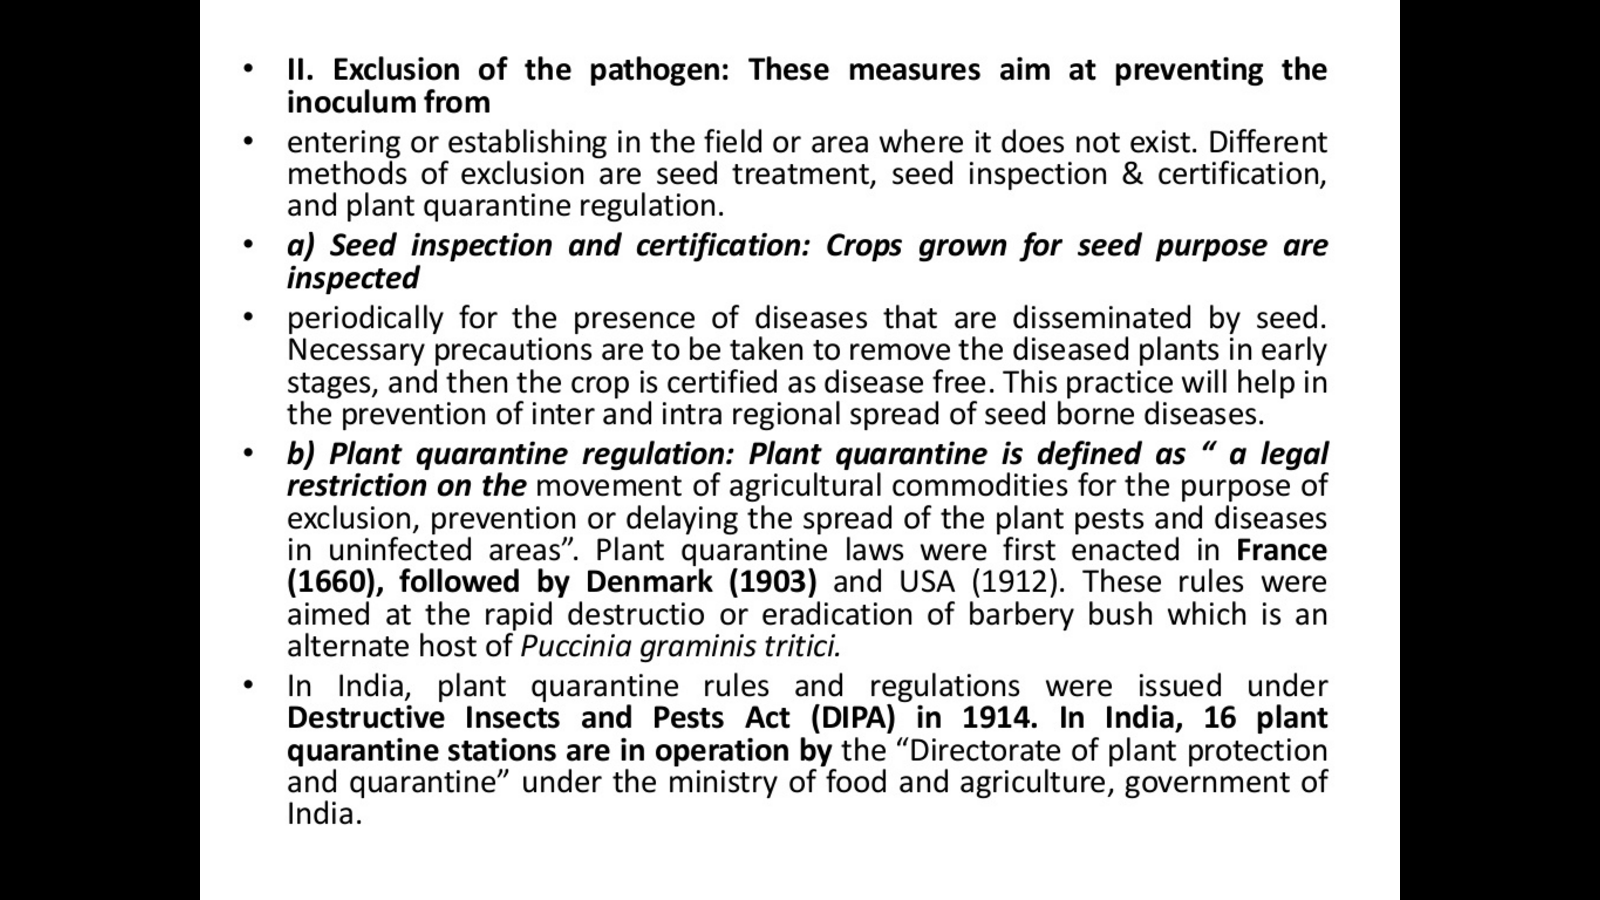 • II. Exclusion of the pathogen: These measures aim at preventing the
inoculum from
• entering or establishing in the field or area where it does not exist. Different
methods of exclusion are seed treatment, seed inspection & certification,
and plant quarantine regulation.
• a) Seed inspection and certification: Crops grown for seed purpose are
inspected
• periodically for the presence of diseases that are disseminated by seed.
Necessary precautions are to be taken to remove the diseased plants in early
stages, and then the crop is certified as disease free. This practice will help in
the prevention of inter and intra regional spread of seed borne diseases.
• b) Plant quarantine regulation: Plant quarantine is defined as “ a legal
restriction on the movement of agricultural commodities for the purpose of
exclusion, prevention or delaying the spread of the plant pests and diseases
in uninfected areas”. Plant quarantine laws were first enacted in France
(1660), followed by Denmark (1903) and USA (1912). These rules were
aimed at the rapid destructio or eradication of barbery bush which is an
alternate host of Puccinia graminis tritici.
• In India, plant quarantine rules and regulations were issued under
Destructive Insects and Pests Act (DIPA) in 1914. In India, 16 plant
quarantine stations are in operation by the “Directorate of plant protection
and quarantine” under the ministry of food and agriculture, government of
India.